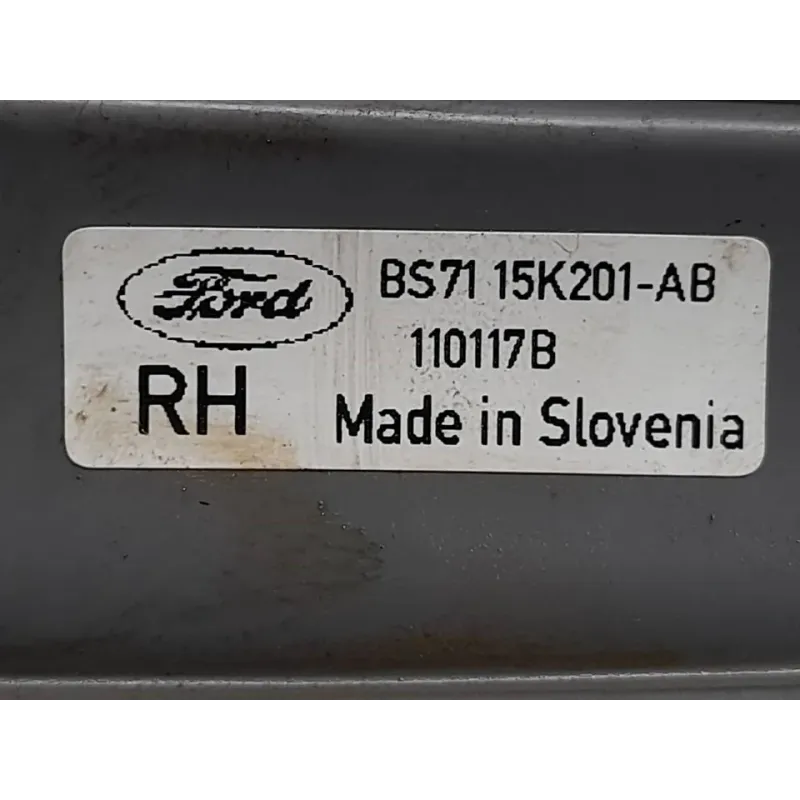 Ford
BS71 15K201-AB
110117B
RH
Made in Slovenia